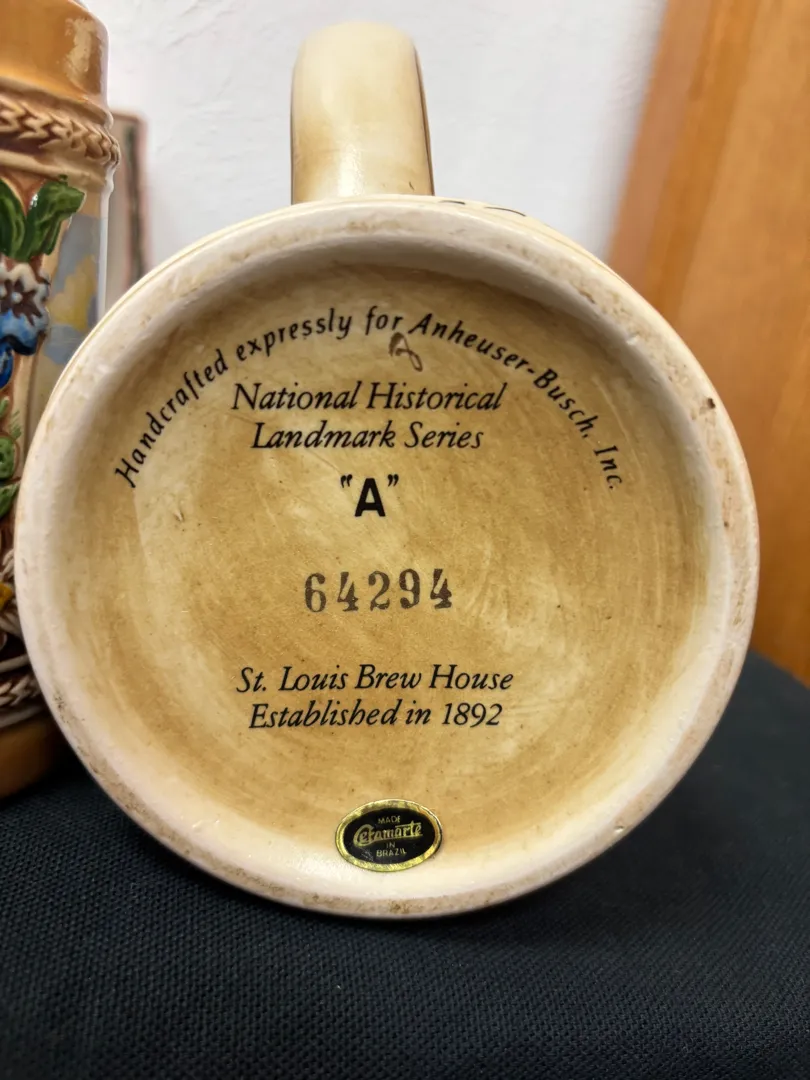 Handcrafted expressly for Anheuser-Busch, Inc.
National Historical
Landmark Series
"A"
64294
St. Louis Brew House
Established in 1892
MADE
Ceramarte
IN
BRAZIL